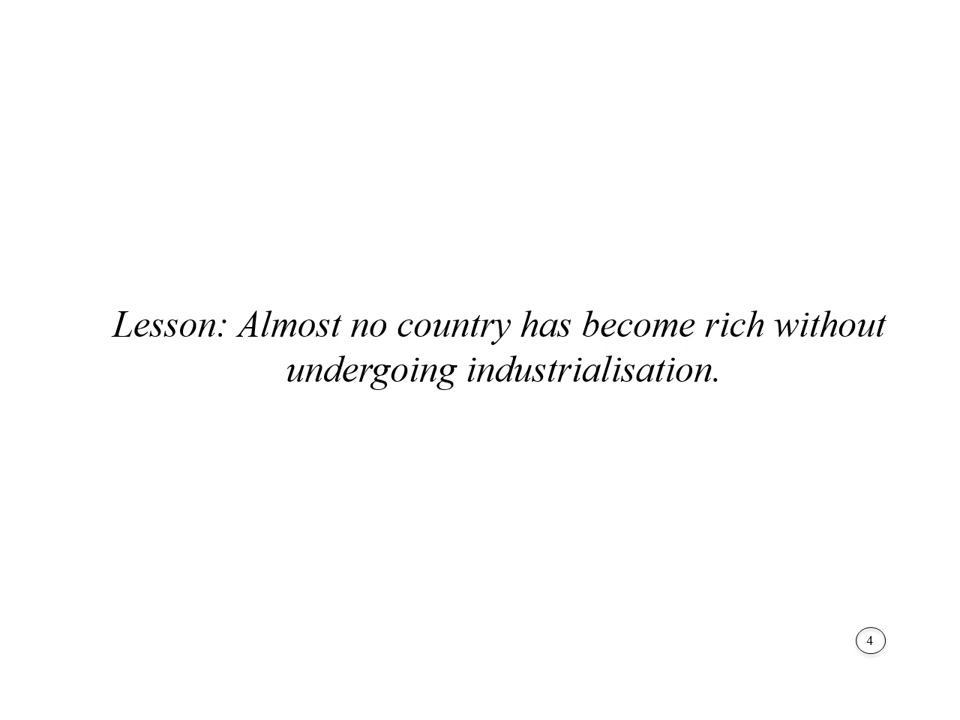 Lesson: Almost no country has become rich without
undergoing industrialisation.
4